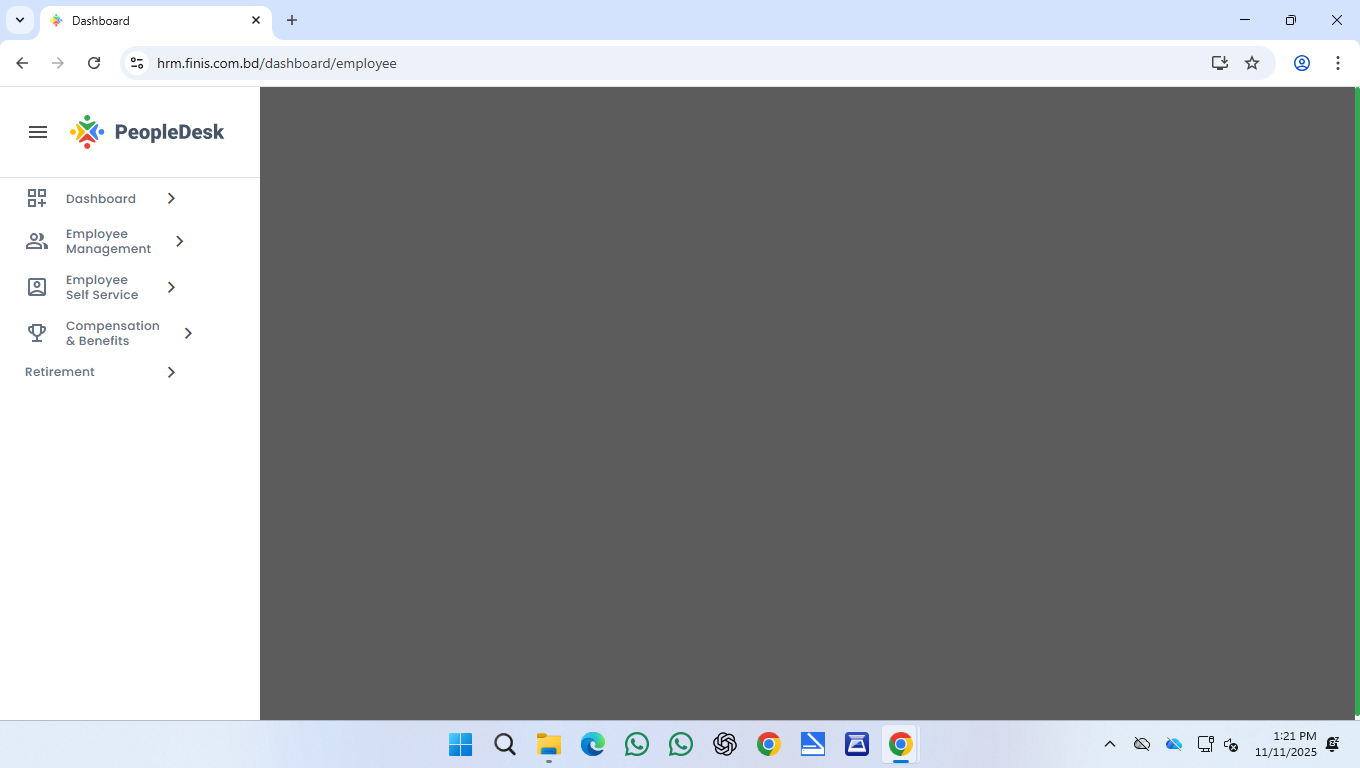 Dashboard
hrm.finis.com.bd/dashboard/employee
PeopleDesk
Dashboard
Employee
Management
Employee
Self Service
Compensation
& Benefits
Retirement
1:21 PM
11/11/2025